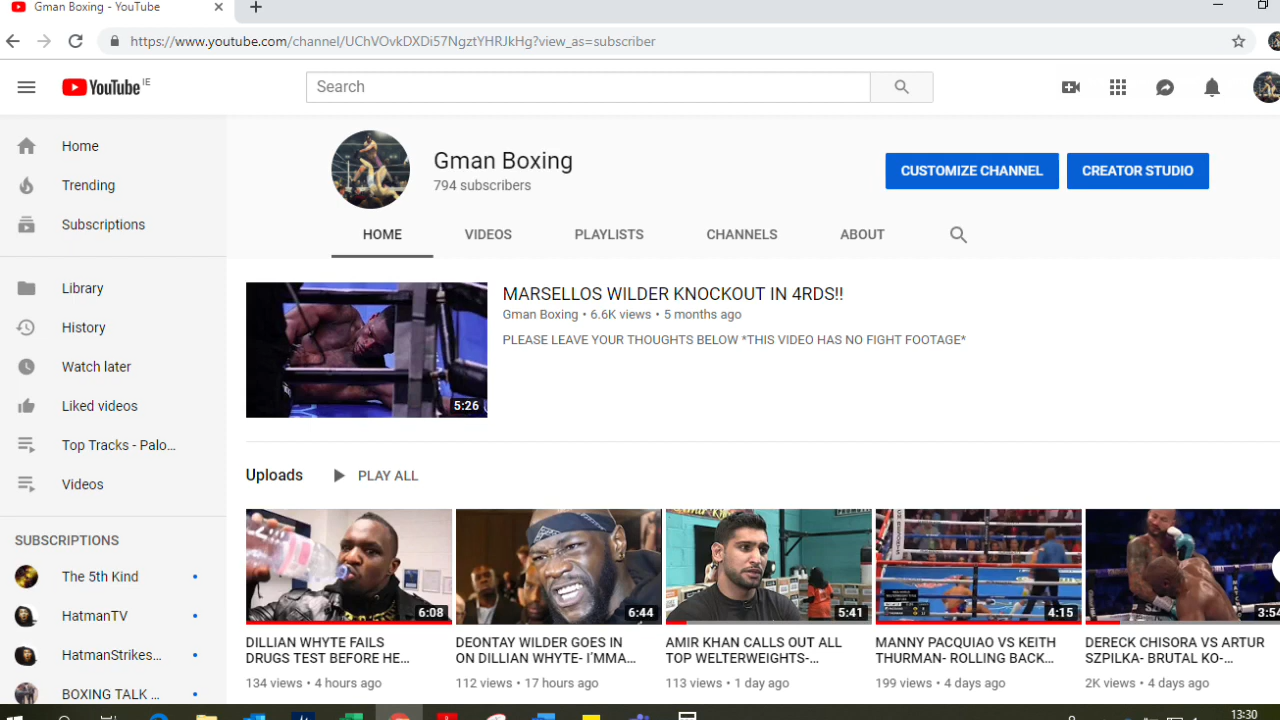 Gman Boxing - YouTube
https://www.youtube.com/channel/UChVOvkDXDi57NgztYHRJkHg?view_as=subscriber
YouTube IE
Search
Home
Trending
Subscriptions
Library
History
Watch later
Liked videos
Top Tracks - Palo...
Videos
SUBSCRIPTIONS
The 5th Kind
HatmanTV
HatmanStrikes...
BOXING TALK ...
Gman Boxing
794 subscribers
CUSTOMIZE CHANNEL
CREATOR STUDIO
HOME VIDEOS PLAYLISTS CHANNELS ABOUT
5:26
MARSELLOS WILDER KNOCKOUT IN 4RDS!!
Gman Boxing • 6.6K views • 5 months ago
PLEASE LEAVE YOUR THOUGHTS BELOW *THIS VIDEO HAS NO FIGHT FOOTAGE*
Uploads PLAY ALL
6:08
DILLIAN WHYTE FAILS
DRUGS TEST BEFORE HE...
134 views • 4 hours ago
6:44
DEONTAY WILDER GOES IN
ON DILLIAN WHYTE- I´MMA...
112 views • 17 hours ago
5:41
AMIR KHAN CALLS OUT ALL
TOP WELTERWEIGHTS-...
113 views • 1 day ago
4:15
MANNY PACQUIAO VS KEITH
THURMAN- ROLLING BACK...
199 views • 4 days ago
3:54
DERECK CHISORA VS ARTUR
SZPILKA- BRUTAL KO-...
2K views • 4 days ago
13:30